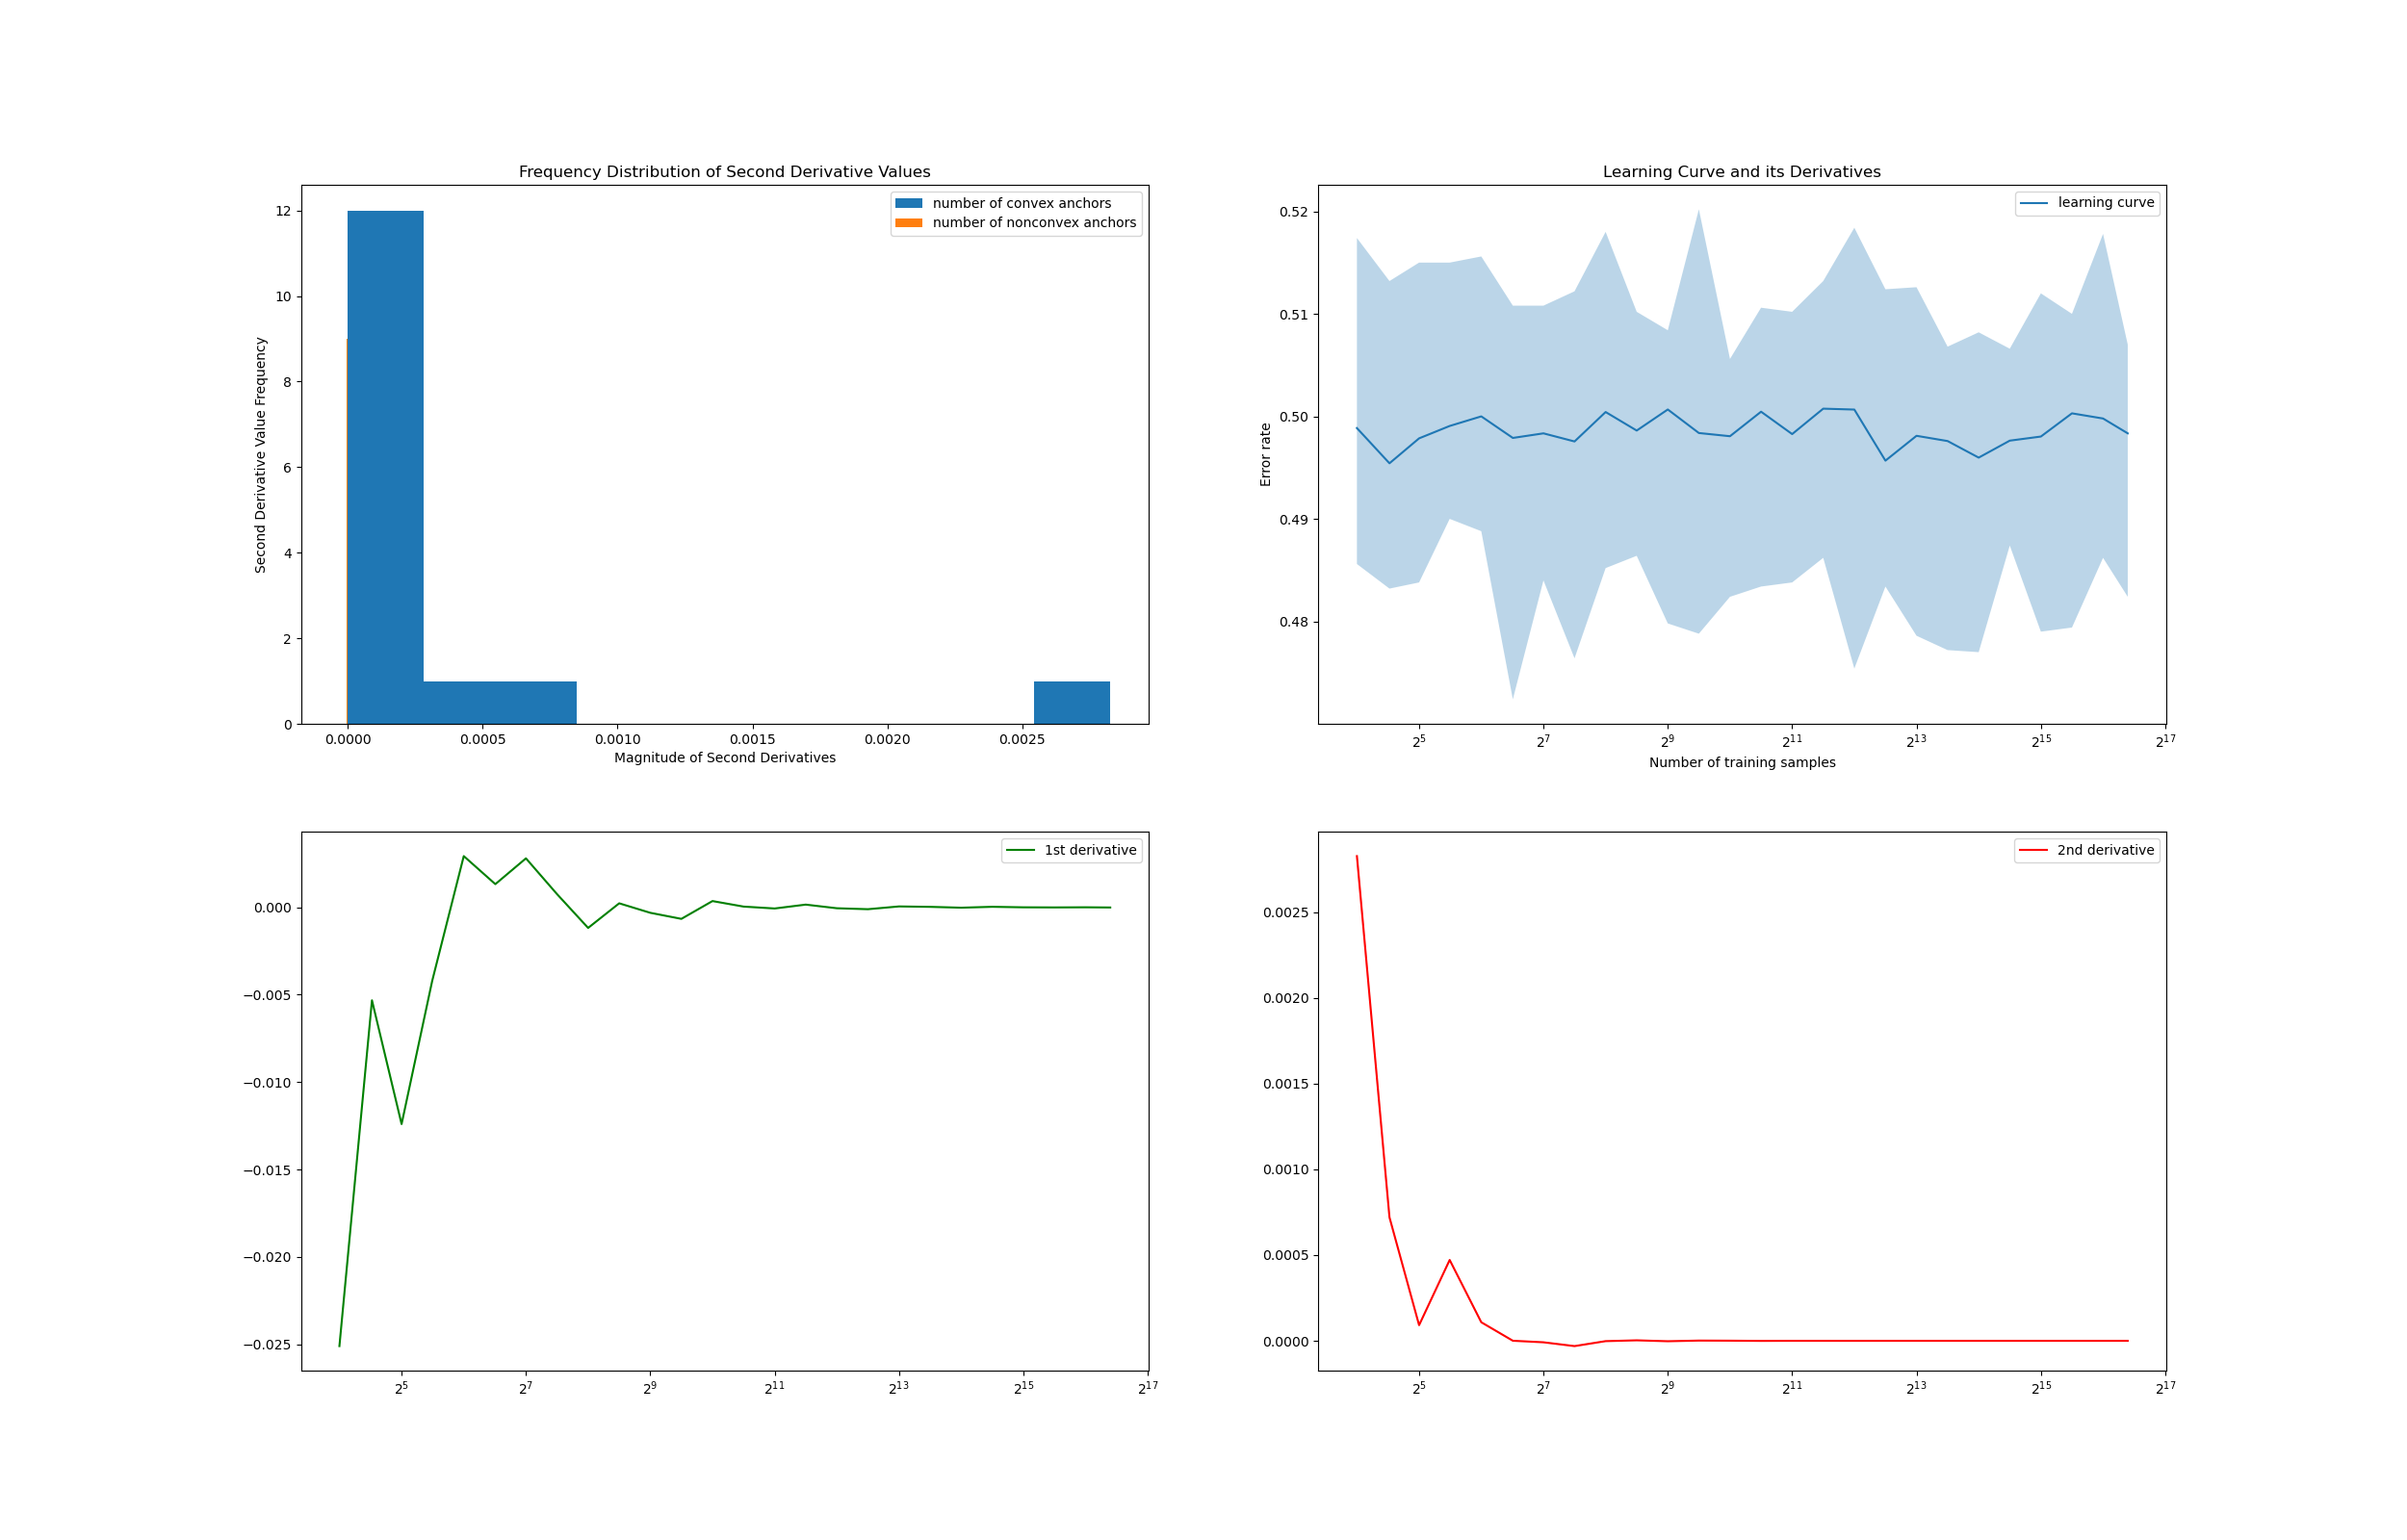 Frequency Distribution of Second Derivative Values
number of convex anchors
number of nonconvex anchors
Second Derivative Value Frequency
12
10
8
6
4
2
0
0.0000 0.0005 0.0010 0.0015 0.0020 0.0025
Magnitude of Second Derivatives
Learning Curve and its Derivatives
learning curve
Error rate
0.52
0.51
0.50
0.49
0.48
2^5 2^7 2^9 2^11 2^13 2^15 2^17
Number of training samples
1st derivative
0.000
−0.005
−0.010
−0.015
−0.020
−0.025
2^5 2^7 2^9 2^11 2^13 2^15 2^17
2nd derivative
0.0025
0.0020
0.0015
0.0010
0.0005
0.0000
2^5 2^7 2^9 2^11 2^13 2^15 2^17